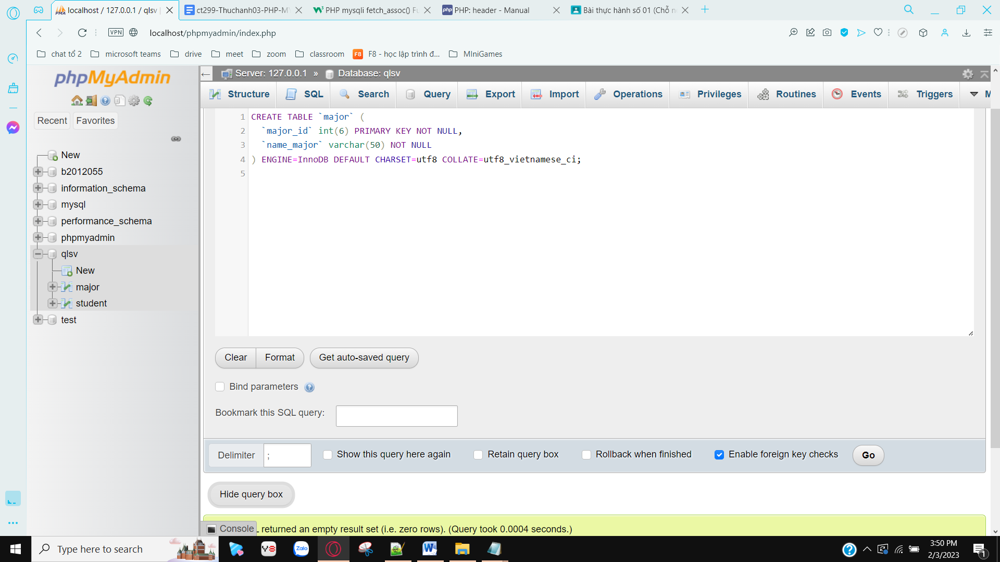 localhost / 127.0.0.1 / qlsv |
ct299-Thuchanh03-PHP-MY
PHP mysqli fetch_assoc() Fu
PHP: header - Manual
Bài thực hành số 01 (Chỗ n
VPN
localhost/phpmyadmin/index.php
chat tổ 2
microsoft teams
drive
meet
zoom
classroom
F8
F8 - học lập trình đ...
MIniGames
phpMyAdmin
Recent
Favorites
New
b2012055
information_schema
mysql
performance_schema
phpmyadmin
qlsv
New
major
student
test
Server: 127.0.0.1 » Database: qlsv
Structure
SQL
Search
Query
Export
Import
Operations
Privileges
Routines
Events
Triggers
M
1 CREATE TABLE `major` (
2 `major_id` int(6) PRIMARY KEY NOT NULL,
3 `name_major` varchar(50) NOT NULL
4 ) ENGINE=InnoDB DEFAULT CHARSET=utf8 COLLATE=utf8_vietnamese_ci;
5
Clear
Format
Get auto-saved query
Bind parameters
Bookmark this SQL query:
Delimiter
;
Show this query here again
Retain query box
Rollback when finished
Enable foreign key checks
Go
Hide query box
Console
returned an empty result set (i.e. zero rows). (Query took 0.0004 seconds.)
Type here to search
Zalo
3:50 PM
2/3/2023
1